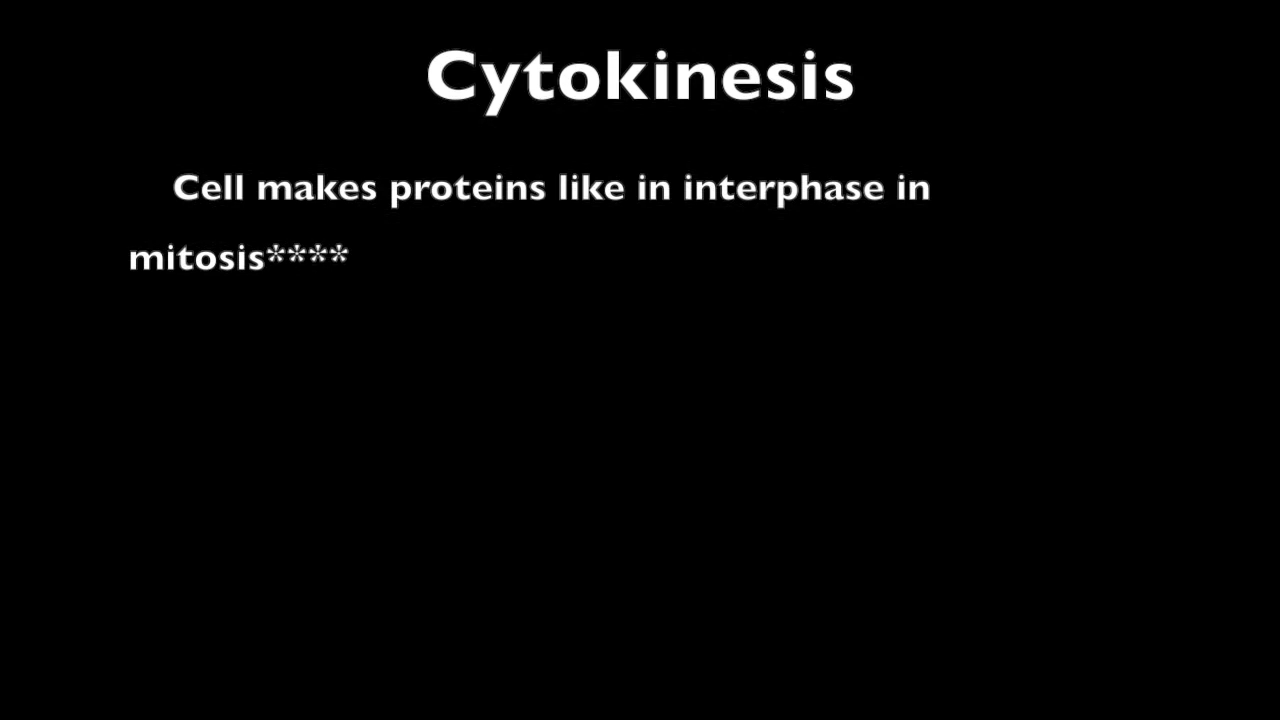 Cytokinesis
Cell makes proteins like in interphase in
mitosis****